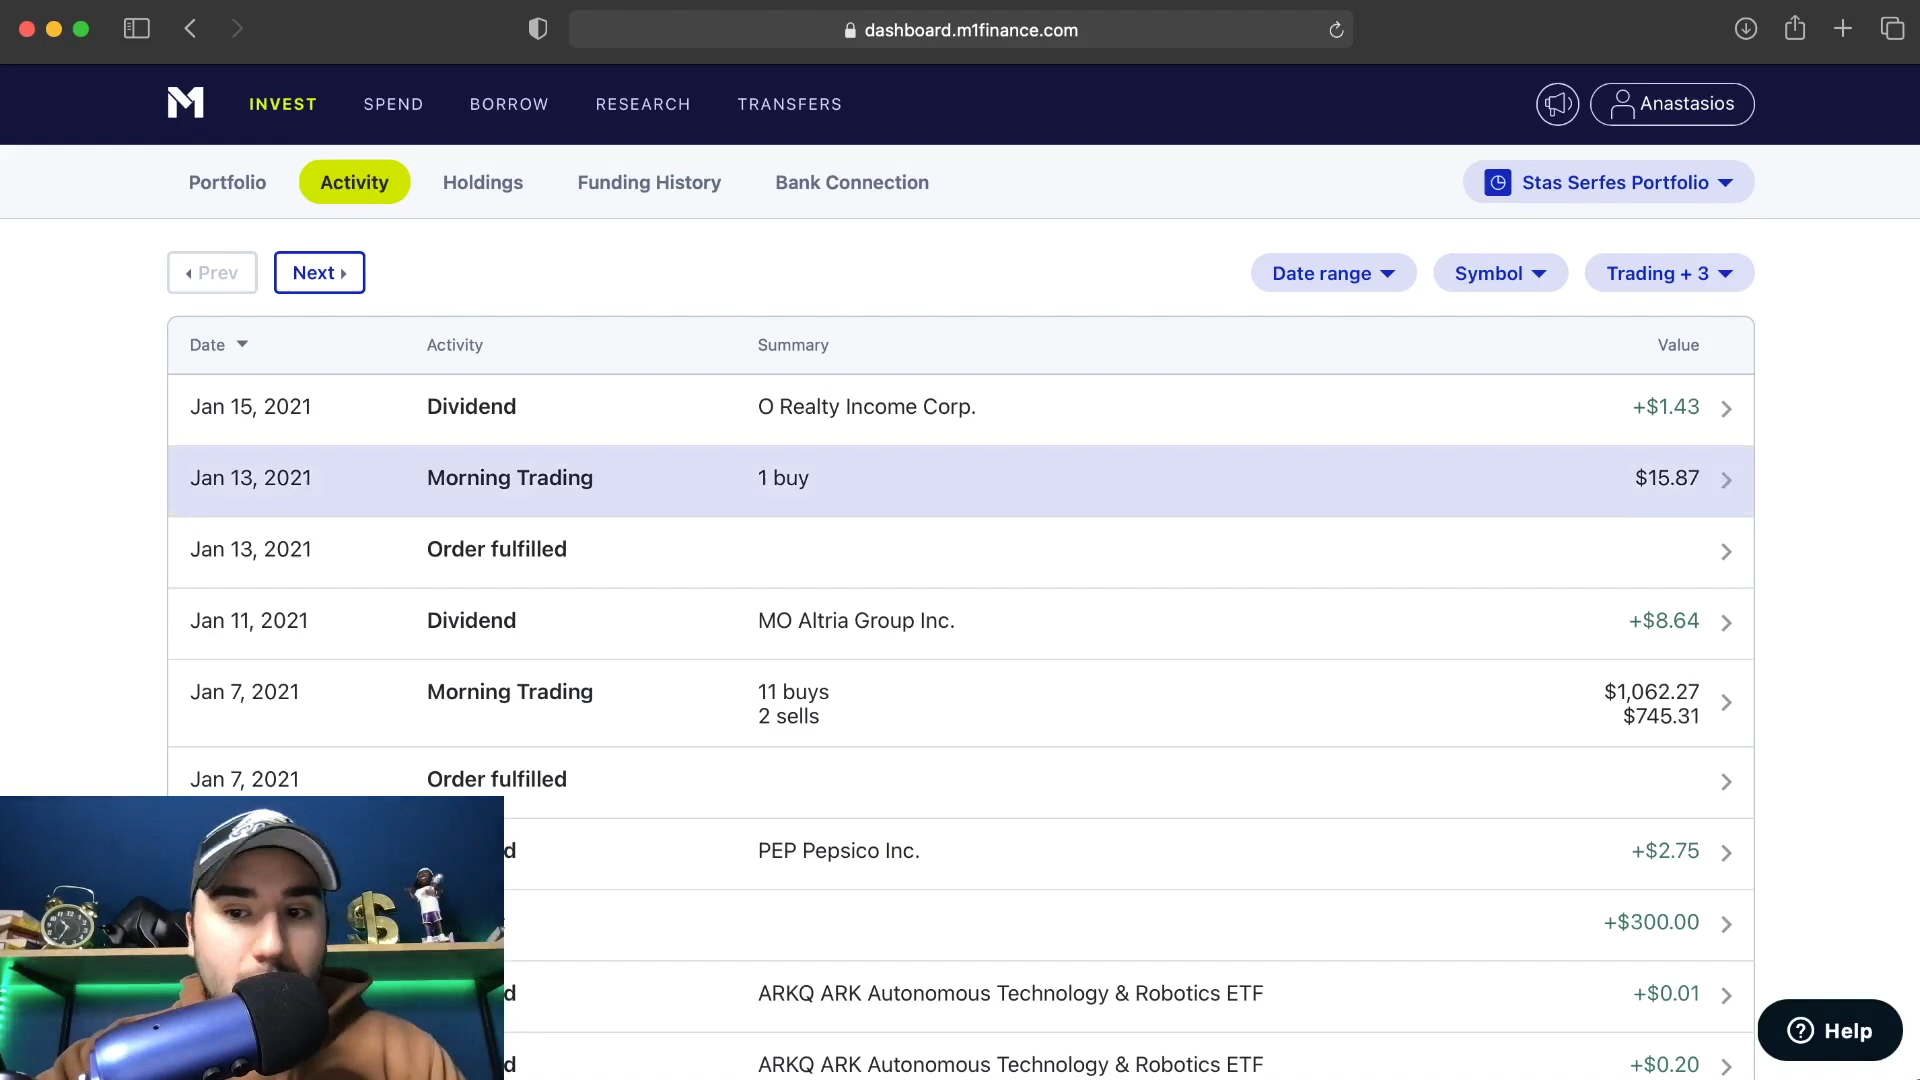 dashboard.m1finance.com
INVEST SPEND BORROW RESEARCH TRANSFERS Anastasios
Portfolio Activity Holdings Funding History Bank Connection Stas Serfes Portfolio
Prev Next Date range Symbol Trading + 3
Date Activity Summary Value
Jan 15, 2021 Dividend O Realty Income Corp. +$1.43
Jan 13, 2021 Morning Trading 1 buy $15.87
Jan 13, 2021 Order fulfilled
Jan 11, 2021 Dividend MO Altria Group Inc. +$8.64
Jan 7, 2021 Morning Trading 11 buys $1,062.27
2 sells $745.31
Jan 7, 2021 Order fulfilled
d PEP Pepsico Inc. +$2.75
+$300.00
d ARKQ ARK Autonomous Technology & Robotics ETF +$0.01
Help
d ARKQ ARK Autonomous Technology & Robotics ETF +$0.20